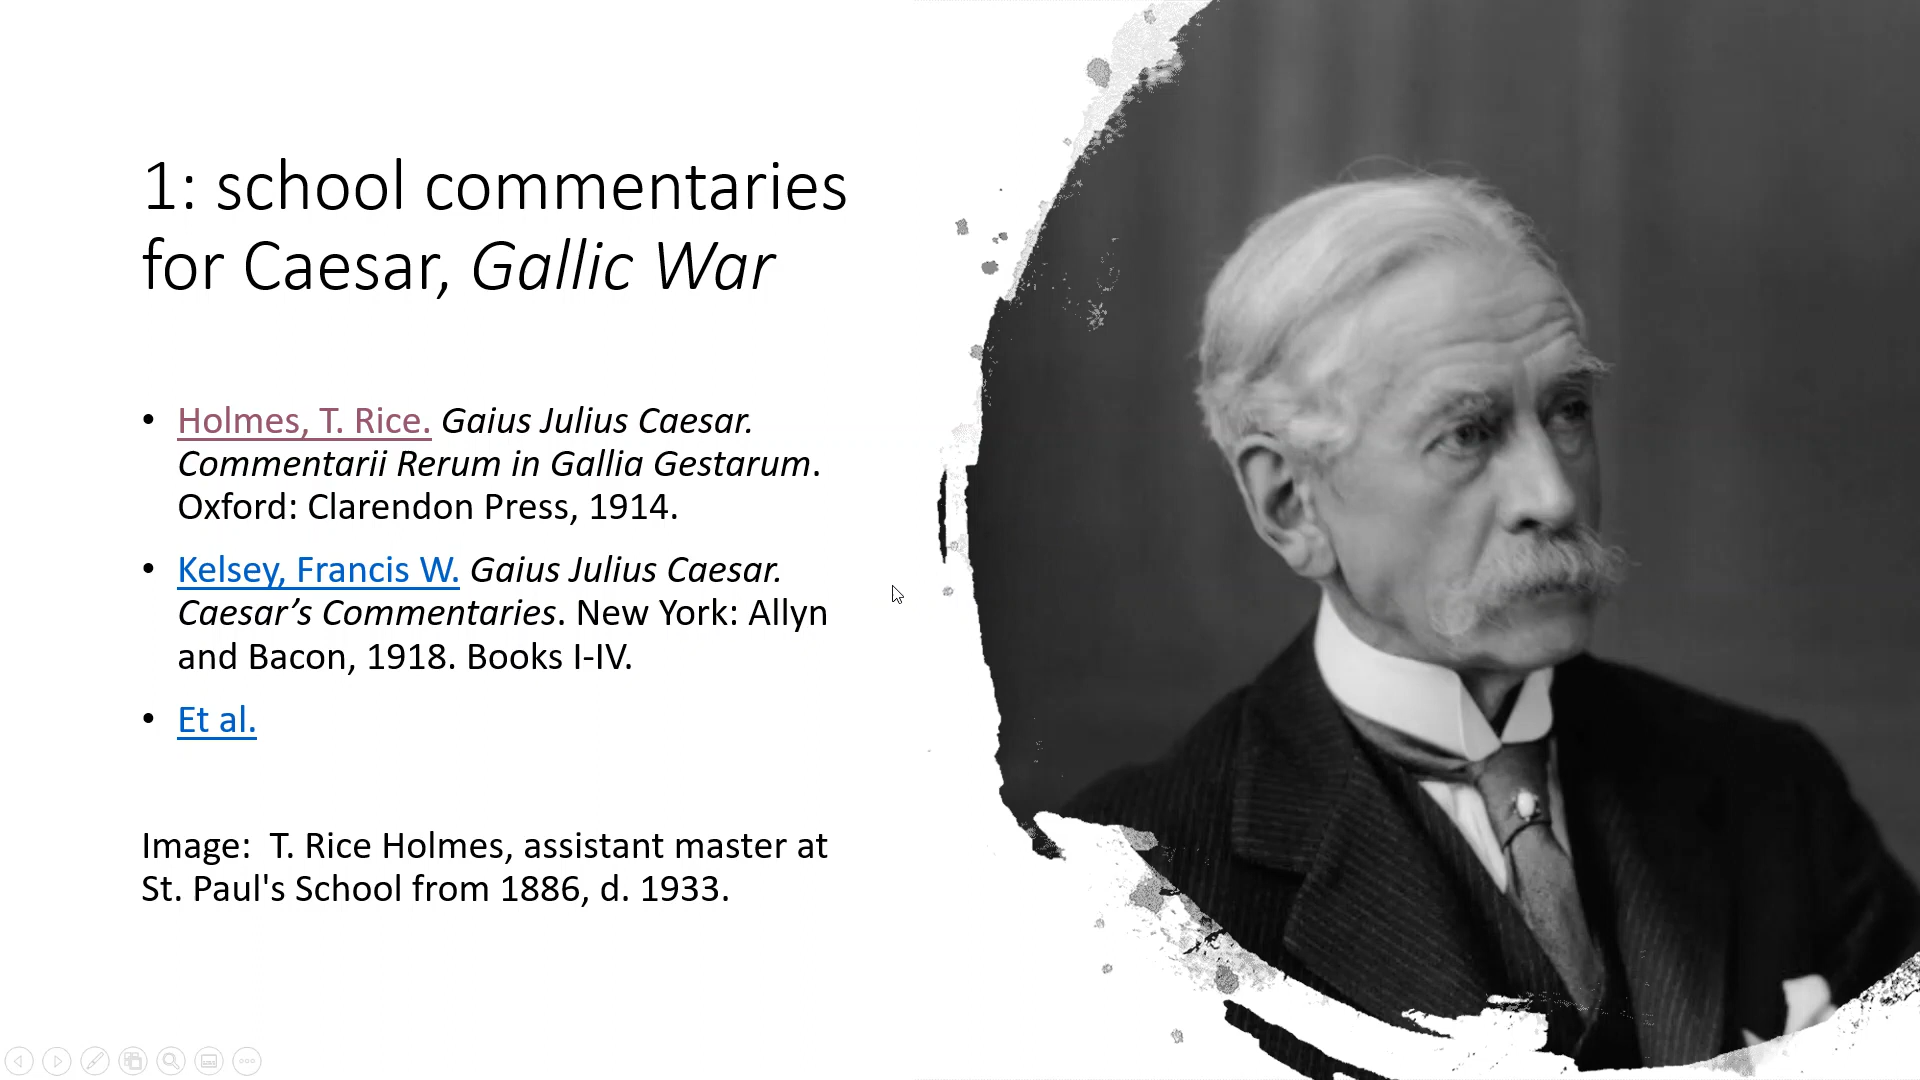 1: school commentaries
for Caesar, Gallic War
• Holmes, T. Rice. Gaius Julius Caesar.
Commentarii Rerum in Gallia Gestarum.
Oxford: Clarendon Press, 1914.
• Kelsey, Francis W. Gaius Julius Caesar.
Caesar’s Commentaries. New York: Allyn
and Bacon, 1918. Books I-IV.
• Et al.
Image:  T. Rice Holmes, assistant master at
St. Paul's School from 1886, d. 1933.